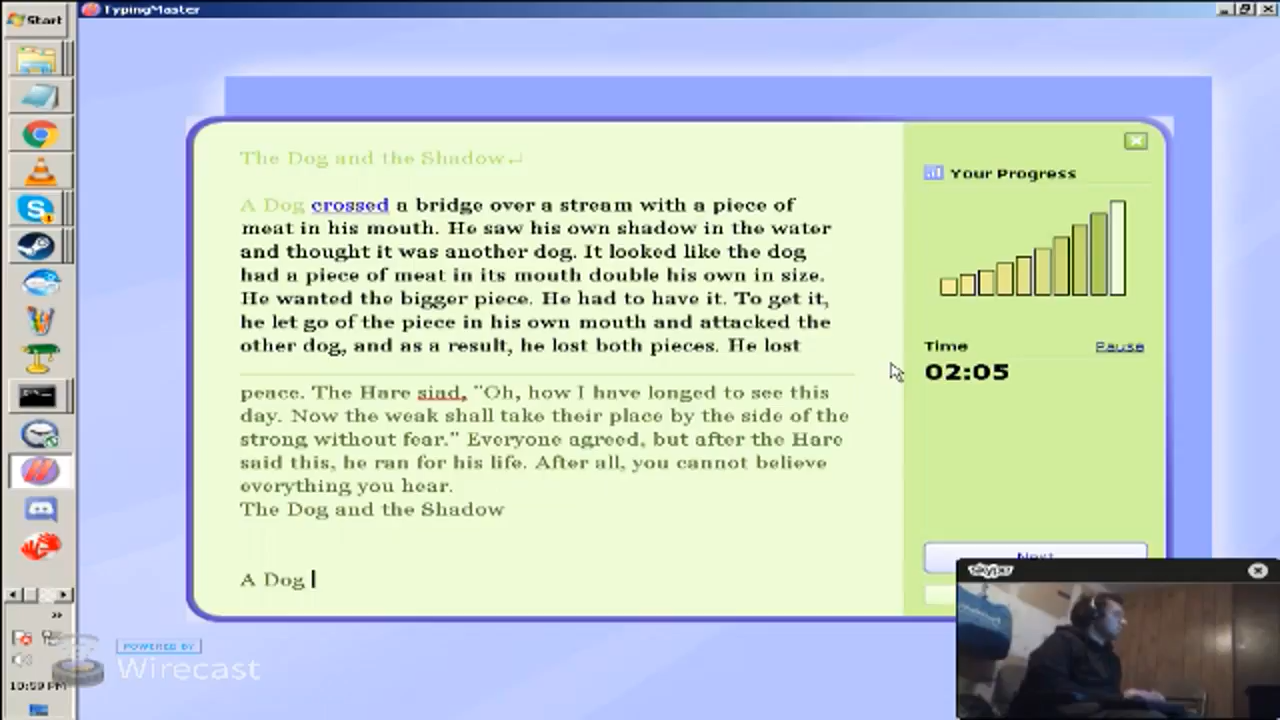 Start
TypingMaster
The Dog and the Shadow↵
A Dog crossed a bridge over a stream with a piece of
meat in his mouth. He saw his own shadow in the water
and thought it was another dog. It looked like the dog
had a piece of meat in its mouth double his own in size.
He wanted the bigger piece. He had to have it. To get it,
he let go of the piece in his own mouth and attacked the
other dog, and as a result, he lost both pieces. He lost
peace. The Hare siad, "Oh, how I have longed to see this
day. Now the weak shall take their place by the side of the
strong without fear." Everyone agreed, but after the Hare
said this, he ran for his life. After all, you cannot believe
everything you hear.
The Dog and the Shadow
A Dog
Your Progress
Time
Pause
02:05
Next
skype
POWERED BY
Wirecast
10:59 PM